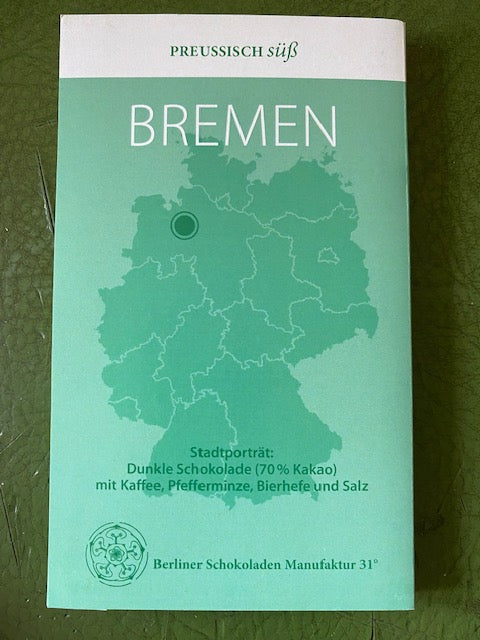 PREUSSISCH süß
BREMEN
Stadtporträt:
Dunkle Schokolade (70 % Kakao)
mit Kaffee, Pfefferminze, Bierhefe und Salz
Berliner Schokoladen Manufaktur 31°